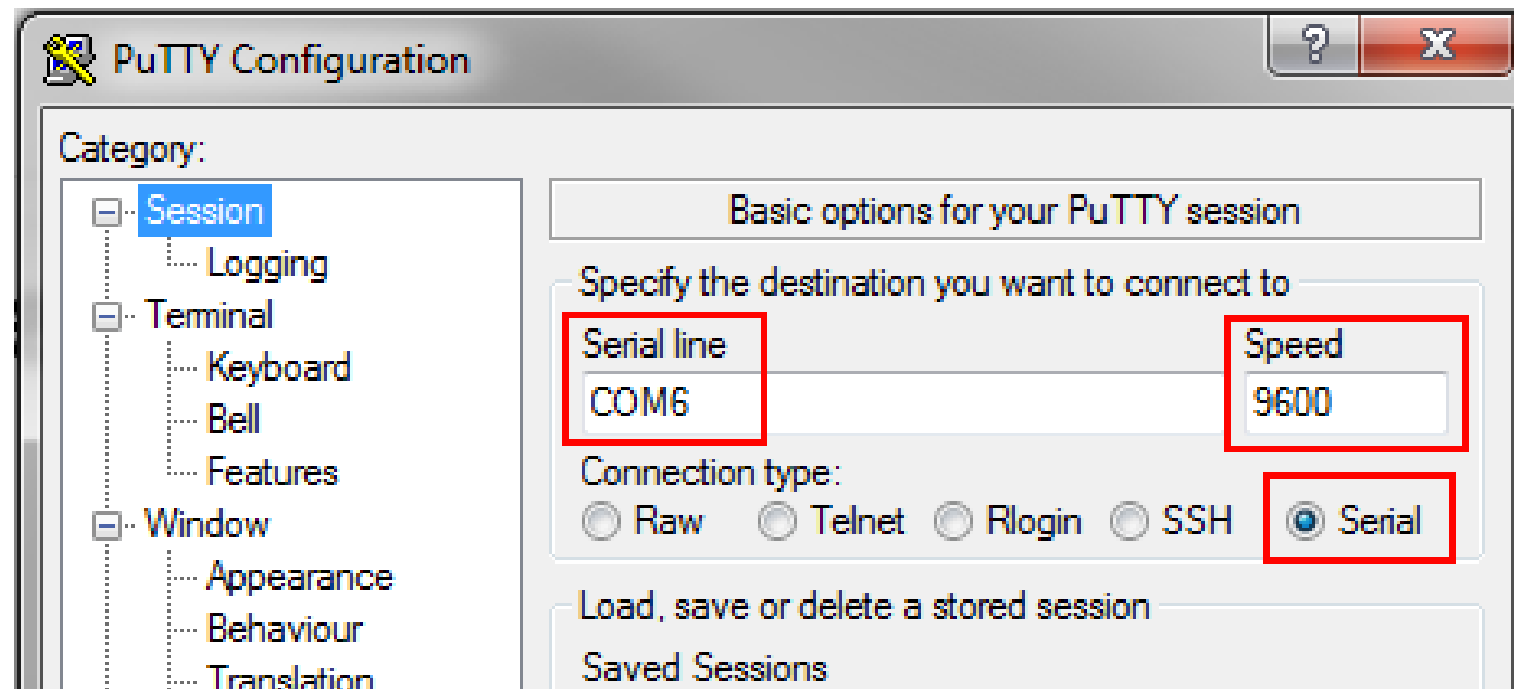 PuTTY Configuration
?
Category:
Session
Logging
Terminal
Keyboard
Bell
Features
Window
Appearance
Behaviour
Translation
Basic options for your PuTTY session
Specify the destination you want to connect to
Serial line
Speed
COM6
9600
Connection type:
Raw
Telnet
Rlogin
SSH
Serial
Load, save or delete a stored session
Saved Sessions